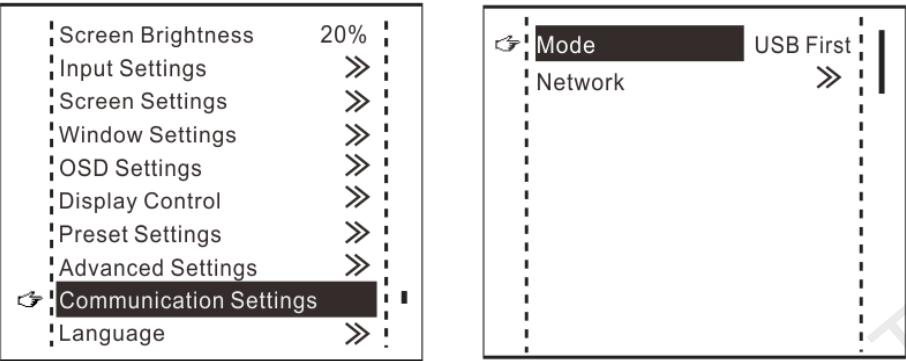 Screen Brightness 20%
Input Settings
Screen Settings
Window Settings
OSD Settings
Display Control
Preset Settings
Advanced Settings
Communication Settings
Language
Mode USB First
Network